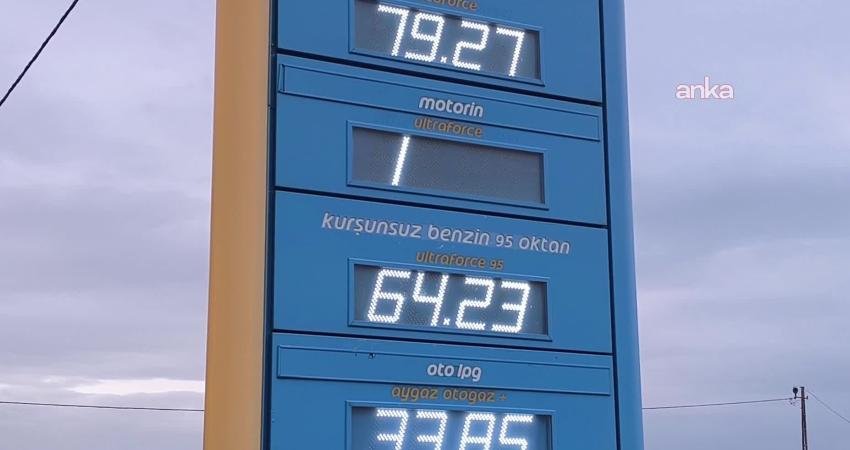 ultraforce
79.27
anka
motorin
ultraforce
1
kurşunsuz benzin 95 oktan
ultraforce 95
64.23
oto lpg
aygaz otogaz +
33.85